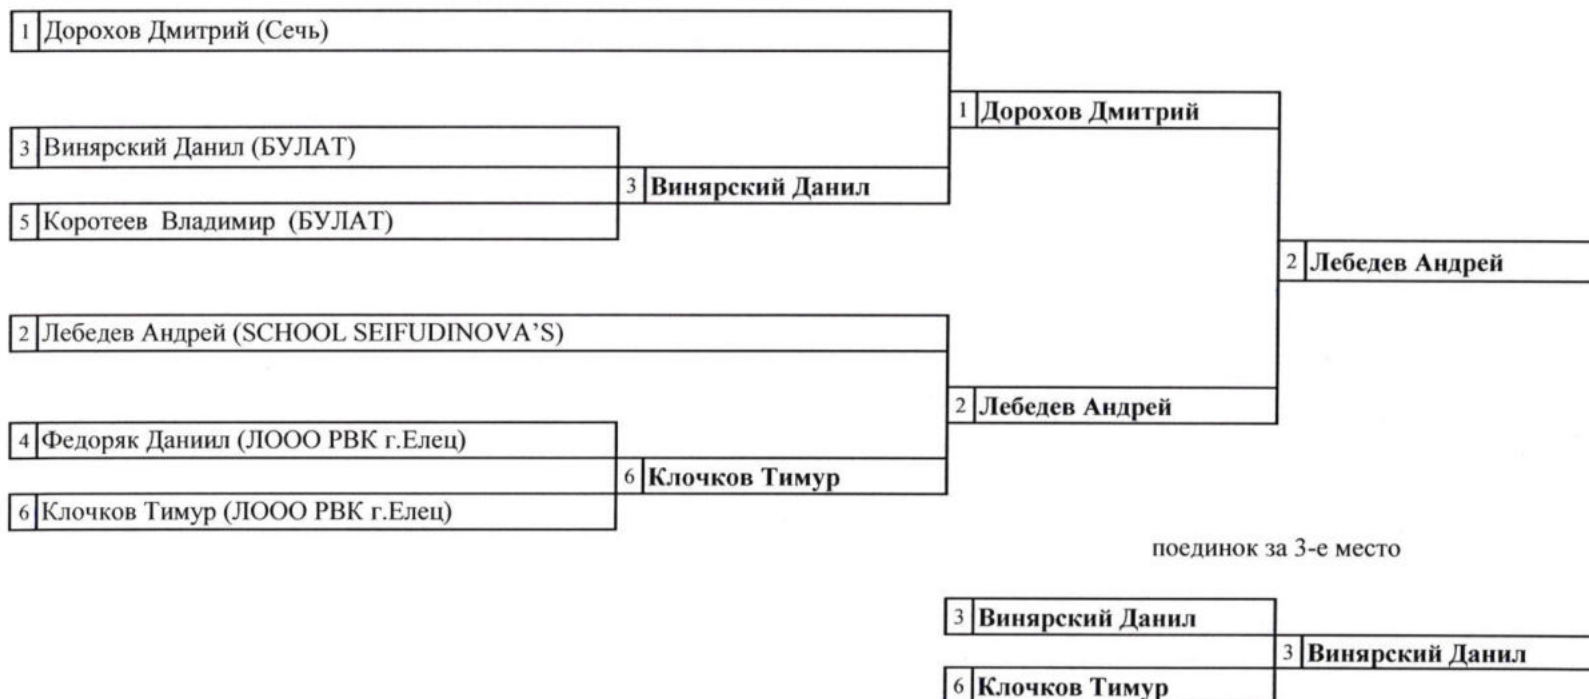 1 Дорохов Дмитрий (Сечь)
1 Дорохов Дмитрий
3 Винярский Данил (БУЛАТ)
3 Винярский Данил
5 Коротеев Владимир (БУЛАТ)
2 Лебедев Андрей
2 Лебедев Андрей (SCHOOL SEIFUDINOVA'S)
2 Лебедев Андрей
4 Федоряк Даниил (ЛООО РВК г.Елец)
6 Клочков Тимур
6 Клочков Тимур (ЛООО РВК г.Елец)
поединок за 3-е место
3 Винярский Данил
3 Винярский Данил
6 Клочков Тимур